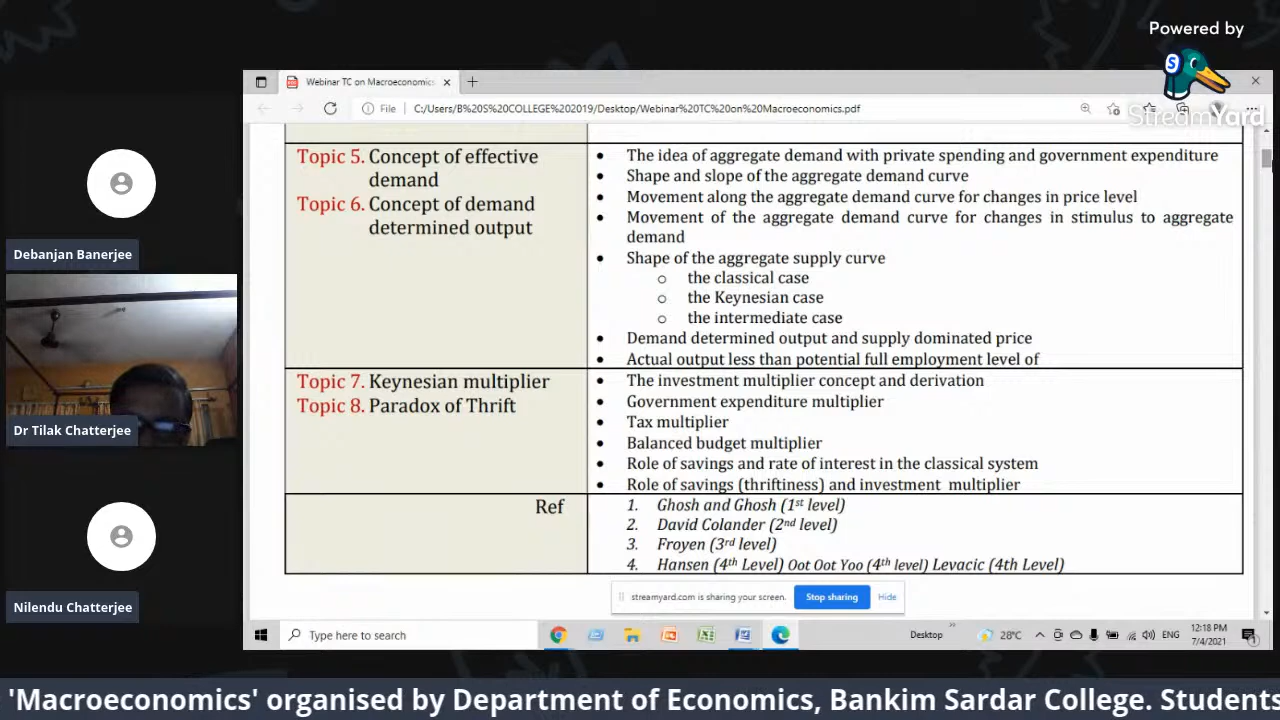 Powered by
S
StreamYard
Webinar TC on Macroeconomics
File C:/Users/B%20S%20COLLEGE%202019/Desktop/Webinar%20TC%20on%20Macroeconomics.pdf
Topic 5. Concept of effective
demand
Topic 6. Concept of demand
determined output
• The idea of aggregate demand with private spending and government expenditure
• Shape and slope of the aggregate demand curve
• Movement along the aggregate demand curve for changes in price level
• Movement of the aggregate demand curve for changes in stimulus to aggregate
demand
• Shape of the aggregate supply curve
o the classical case
o the Keynesian case
o the intermediate case
• Demand determined output and supply dominated price
• Actual output less than potential full employment level of
Topic 7. Keynesian multiplier
Topic 8. Paradox of Thrift
• The investment multiplier concept and derivation
• Government expenditure multiplier
• Tax multiplier
• Balanced budget multiplier
• Role of savings and rate of interest in the classical system
• Role of savings (thriftiness) and investment multiplier
Ref
1. Ghosh and Ghosh (1st level)
2. David Colander (2nd level)
3. Froyen (3rd level)
4. Hansen (4th Level) Oot Oot Yoo (4th level) Levacic (4th Level)
streamyard.com is sharing your screen. Stop sharing Hide
Type here to search
Desktop
28°C
ENG
12:18 PM
7/4/2021
Debanjan Banerjee
Dr Tilak Chatterjee
Nilendu Chatterjee
'Macroeconomics' organised by Department of Economics, Bankim Sardar College. Students